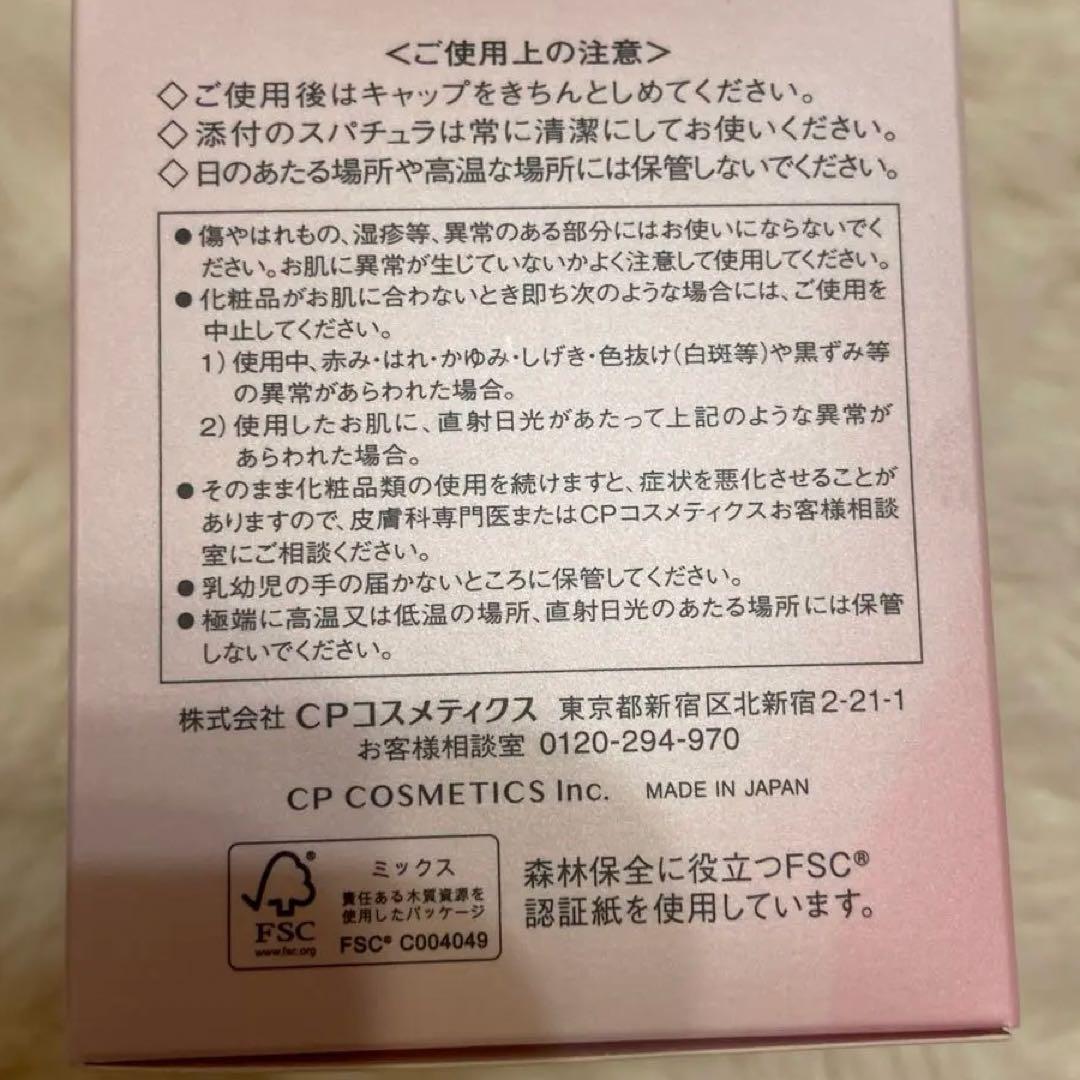 ＜ご使用上の注意＞
◇ご使用後はキャップをきちんとしめてください。
◇添付のスパチュラは常に清潔にしてお使いください。
◇日のあたる場所や高温な場所には保管しないでください。
●傷やはれもの、湿疹等、異常のある部分にはお使いにならないでく
ださい。お肌に異常が生じていないかよく注意して使用してください。
●化粧品がお肌に合わないとき即ち次のような場合には、ご使用を
中止してください。
1）使用中、赤み・はれ・かゆみ・しげき・色抜け（白斑等）や黒ずみ等
の異常があらわれた場合。
2）使用したお肌に、直射日光があたって上記のような異常が
あらわれた場合。
●そのまま化粧品類の使用を続けますと、症状を悪化させることが
ありますので、皮膚科専門医またはCPコスメティクスお客様相談
室にご相談ください。
●乳幼児の手の届かないところに保管してください。
●極端に高温又は低温の場所、直射日光のあたる場所には保管
しないでください。
株式会社 CPコスメティクス 東京都新宿区北新宿2-21-1
お客様相談室 0120-294-970
CP COSMETICS Inc. MADE IN JAPAN
®
FSC
www.fsc.org
ミックス
責任ある木質資源を
使用したパッケージ
FSC® C004049
森林保全に役立つFSC®
認証紙を使用しています。